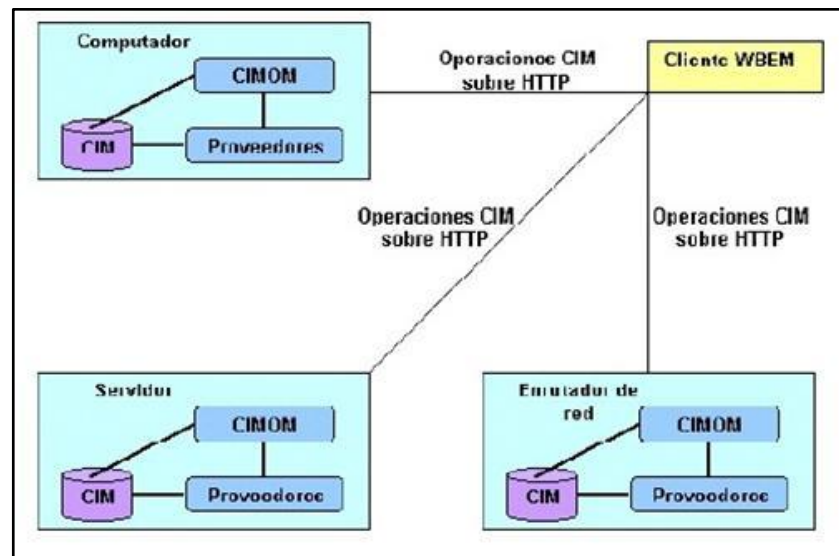 Computador
CIMOM
CIM
Proveedores
Operaciones CIM
sobre HTTP
Cliente WBEM
Operaciones CIM
sobre HTTP
Operaciones CIM
sobre HTTP
Servidor
CIMOM
CIM
Proveedores
Enrutador de
red
CIMOM
CIM
Proveedores